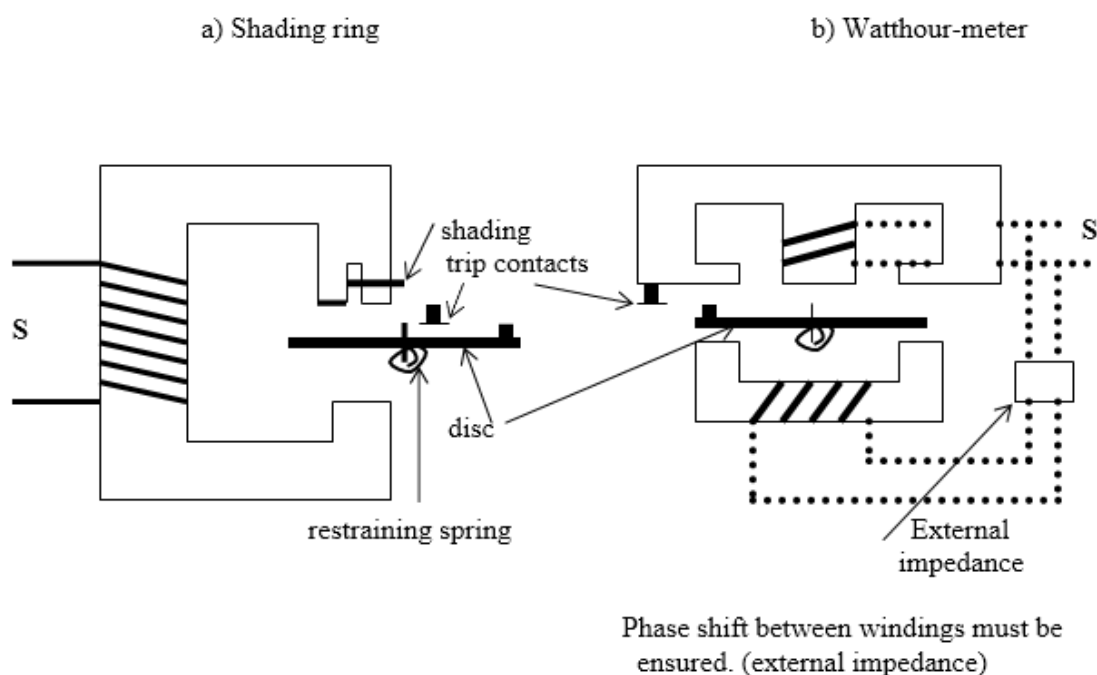 a) Shading ring
b) Watthour-meter
shading
trip contacts
S
S
disc
restraining spring
External
impedance
Phase shift between windings must be
ensured. (external impedance)